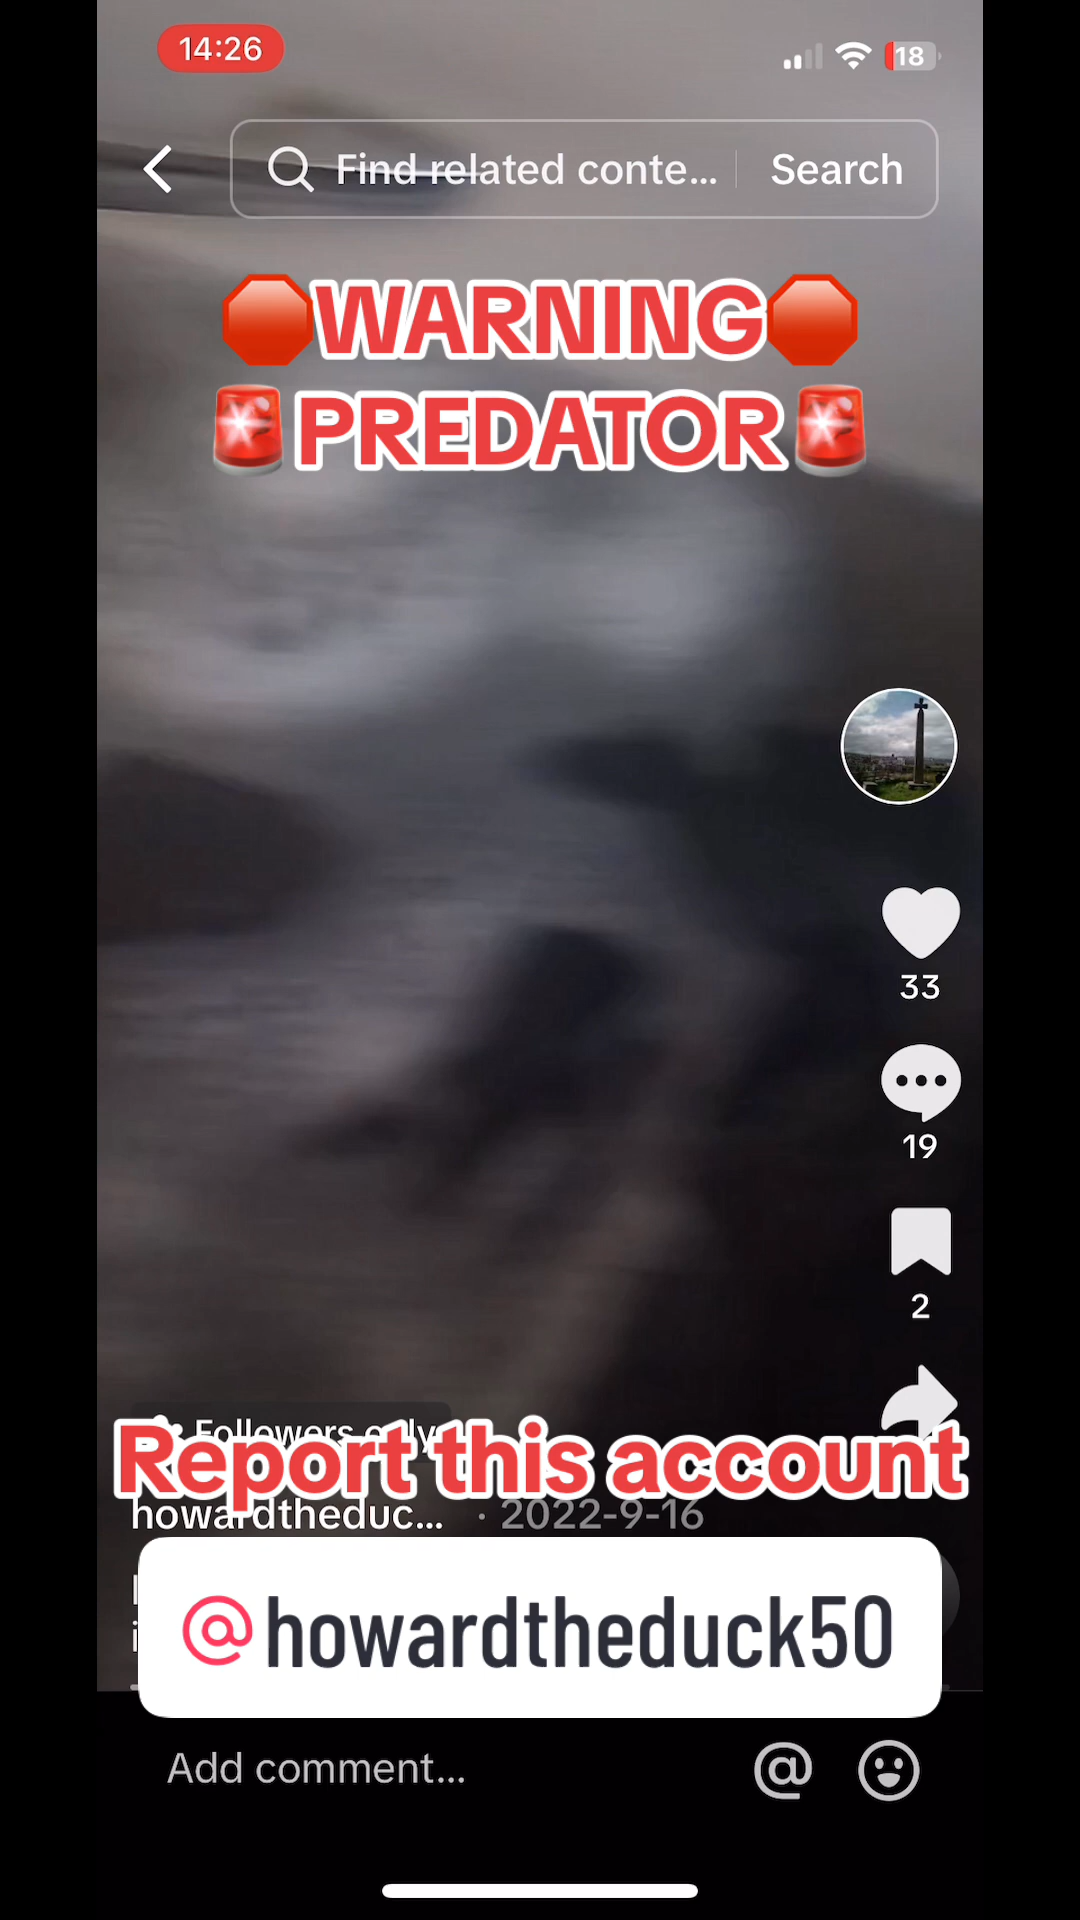 14:26
18
Find related conte...
Search
WARNING
PREDATOR
33
19
2
Followers only
Report this account
howardtheduc... · 2022-9-16
@howardtheduck50
Add comment...